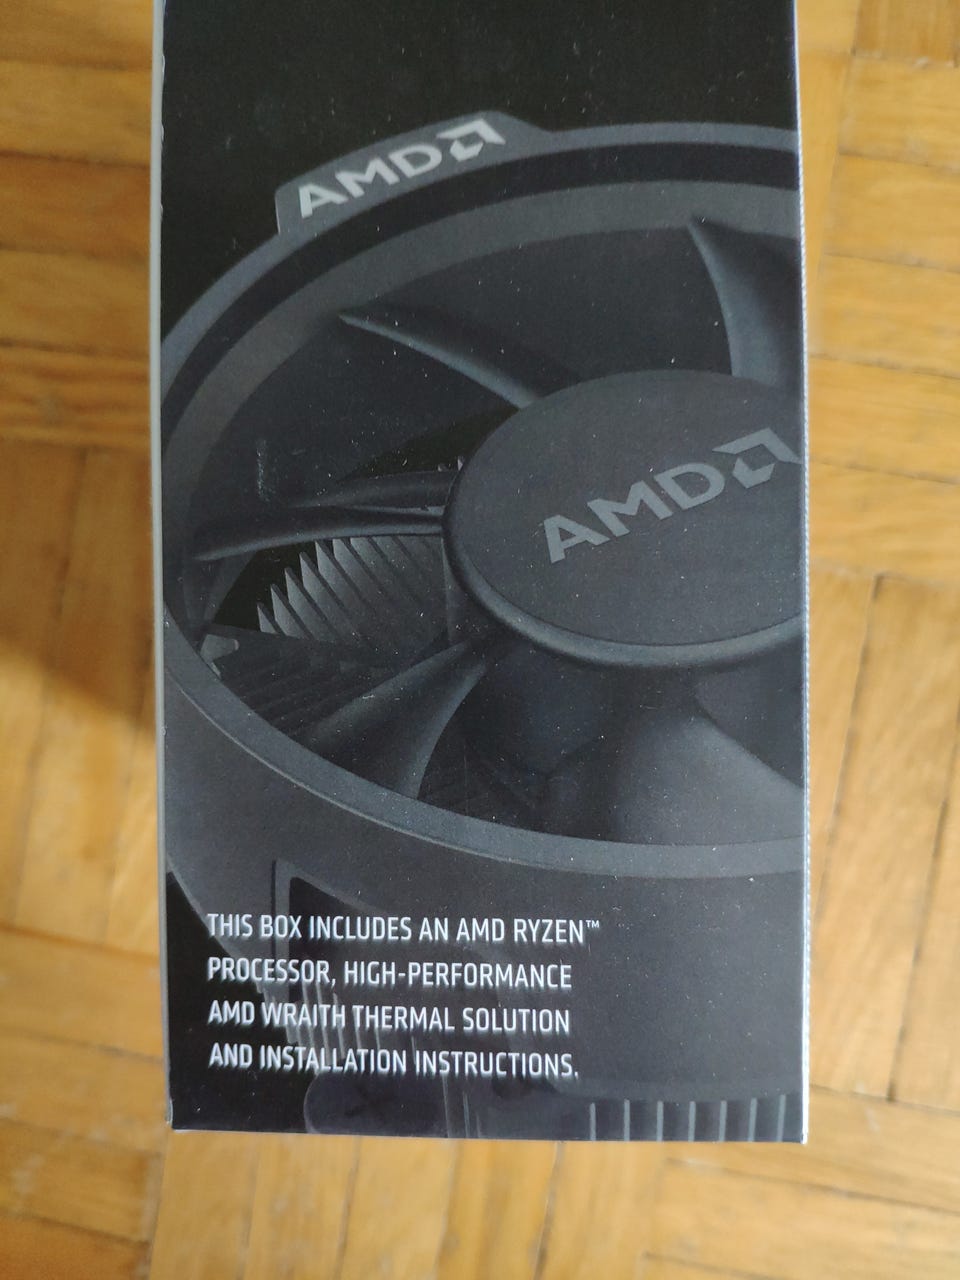 AMD
AMD
THIS BOX INCLUDES AN AMD RYZEN™
PROCESSOR, HIGH-PERFORMANCE
AMD WRAITH THERMAL SOLUTION
AND INSTALLATION INSTRUCTIONS.